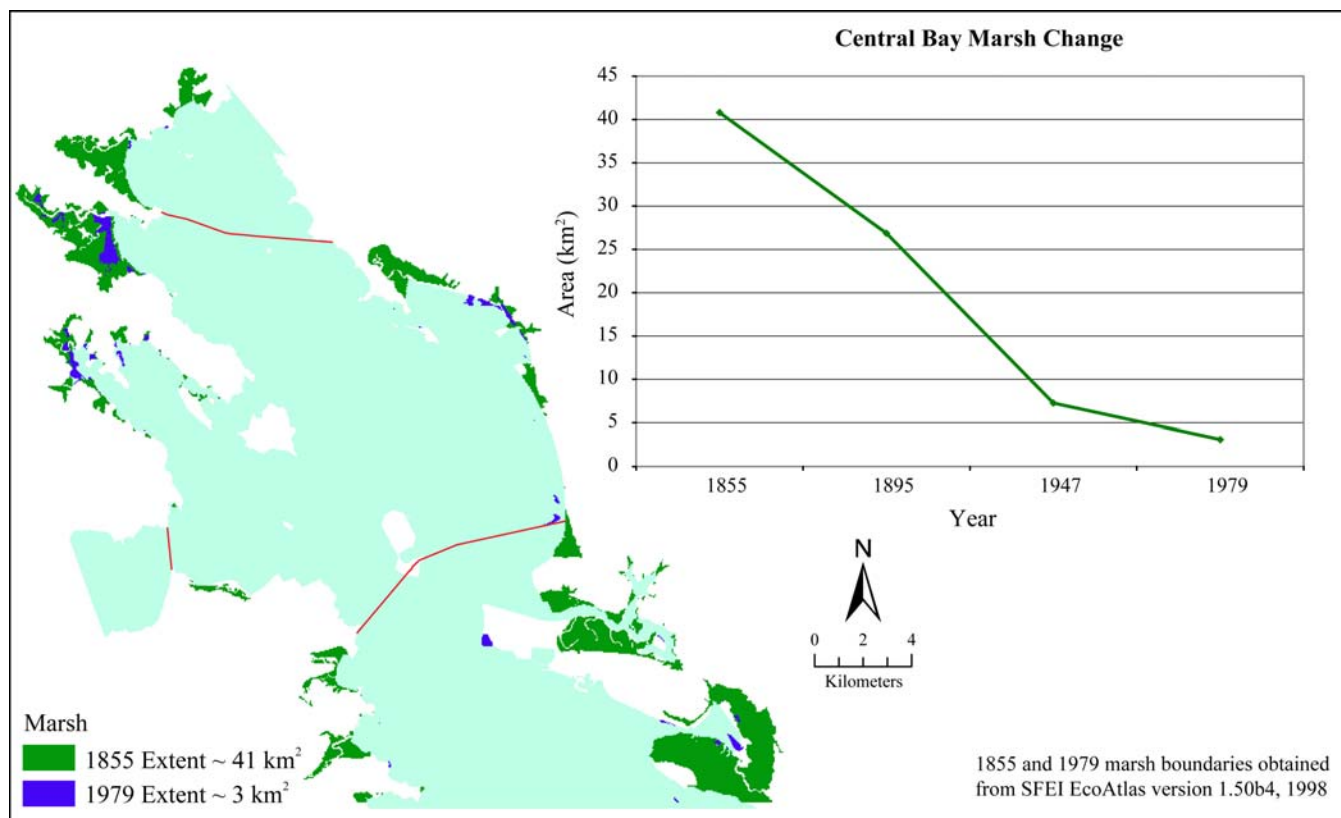 Central Bay Marsh Change
45
40
35
30
25
20
15
10
5
0
Area (km²)
1855 1895 1947 1979
Year
N
0 2 4
Kilometers
Marsh
1855 Extent ~ 41 km²
1979 Extent ~ 3 km²
1855 and 1979 marsh boundaries obtained
from SFEI EcoAtlas version 1.50b4, 1998